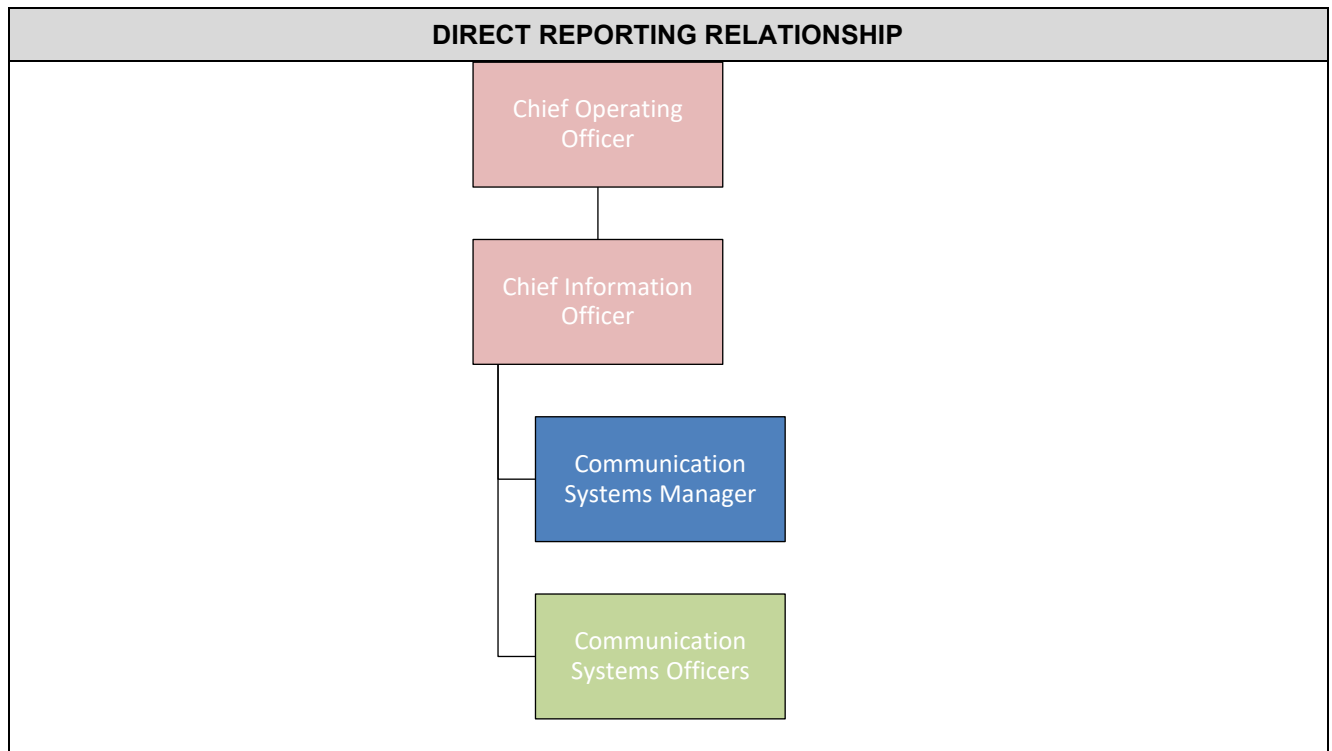 DIRECT REPORTING RELATIONSHIP
Chief Operating
Officer
Chief Information
Officer
Communication
Systems Manager
Communication
Systems Officers